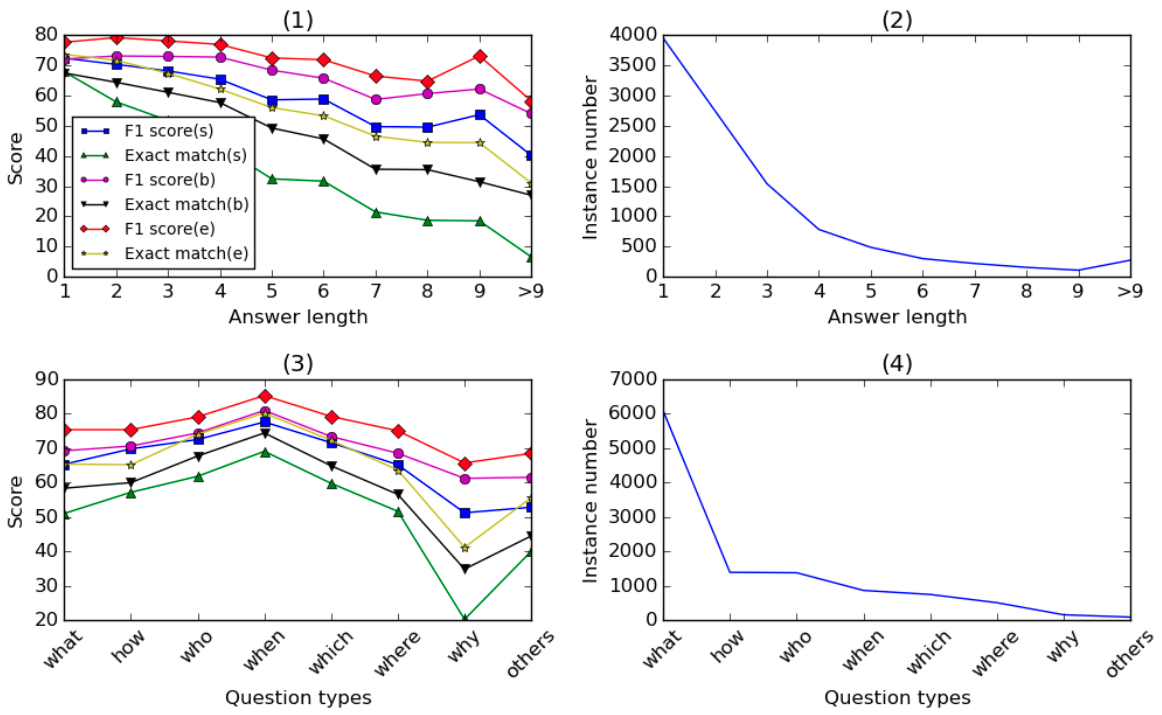 (1)
80
70
60
50
40
30
20
10
0
Score
F1 score(s)
Exact match(s)
F1 score(b)
Exact match(b)
F1 score(e)
Exact match(e)
1 2 3 4 5 6 7 8 9 >9
Answer length
(2)
4000
3500
3000
2500
2000
1500
1000
500
0
Instance number
1 2 3 4 5 6 7 8 9 >9
Answer length
(3)
90
80
70
60
50
40
30
20
Score
what how who when which where why others
Question types
(4)
7000
6000
5000
4000
3000
2000
1000
0
Instance number
what how who when which where why others
Question types